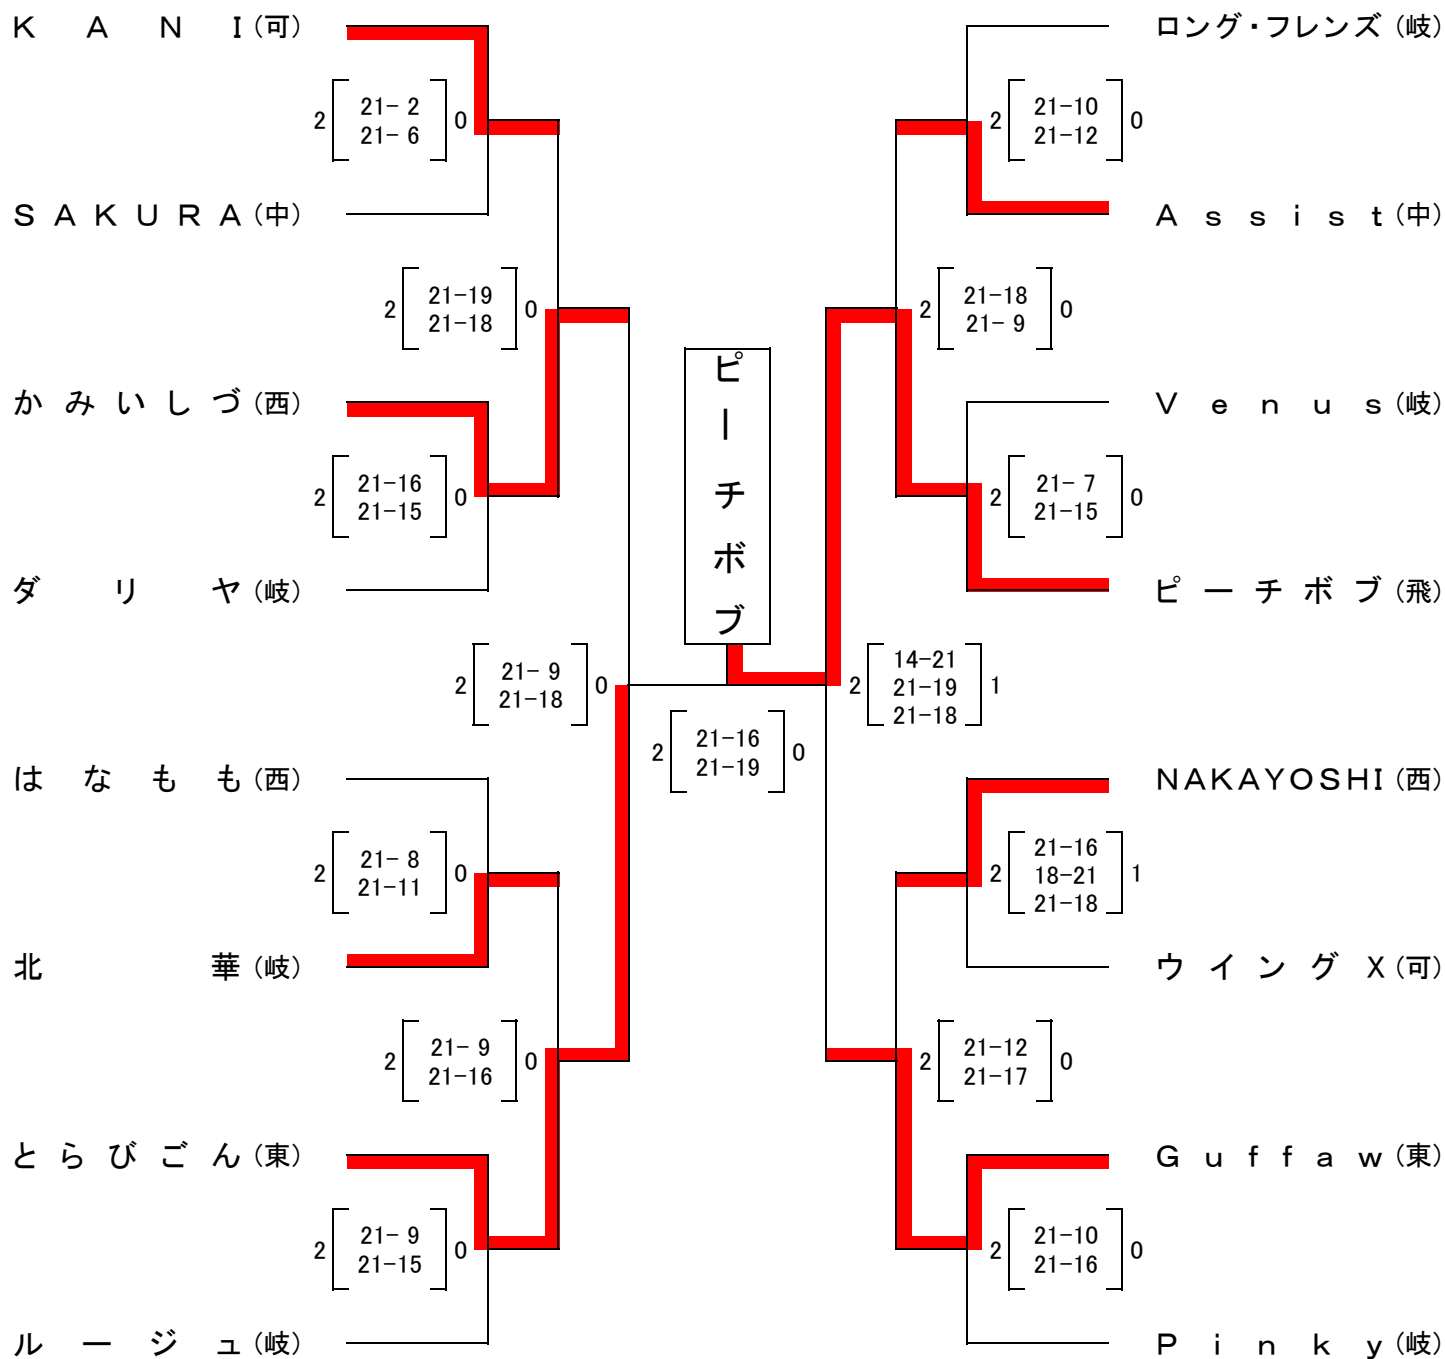 KANI(可)
2 [21- 2 21- 6] 0
SAKURA(中)
2 [21-19 21-18] 0
かみいしづ(西)
2 [21-16 21-15] 0
ダリヤ(岐)
2 [21- 9 21-18] 0
はなもも(西)
2 [21- 8 21-11] 0
北華(岐)
2 [21- 9 21-16] 0
とらびごん(東)
2 [21- 9 21-15] 0
ルージュ(岐)
ピーチボブ
2 [21-16 21-19] 0
ロング・フレンズ(岐)
2 [21-10 21-12] 0
Assist(中)
2 [21-18 21- 9] 0
Venus(岐)
2 [21- 7 21-15] 0
ピーチボブ(飛)
2 [14-21 21-19 21-18] 1
NAKAYOSHI(西)
2 [21-16 18-21 21-18] 1
ウイングX(可)
2 [21-12 21-17] 0
Guffaw(東)
2 [21-10 21-16] 0
Pinky(岐)